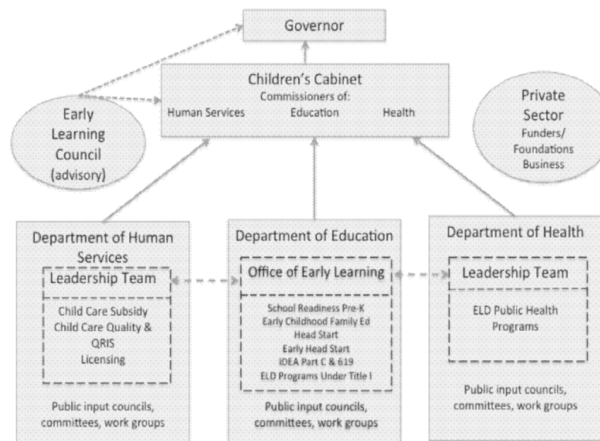 Governor
Children's Cabinet
Commissioners of:
Human Services Education Health
Early
Learning
Council
(advisory)
Private
Sector
Funders/
Foundations
Business
Department of Human
Services
Leadership Team
Child Care Subsidy
Child Care Quality &
QRIS
Licensing
Public input councils,
committees, work groups
Department of Education
Office of Early Learning
School Readiness Pre-K
Early Childhood Family Ed
Head Start
Early Head Start
IDEA Part C & 619
ELD Programs Under Title I
Public input councils,
committees, work groups
Department of Health
Leadership Team
ELD Public Health
Programs
Public input councils,
committees, work groups